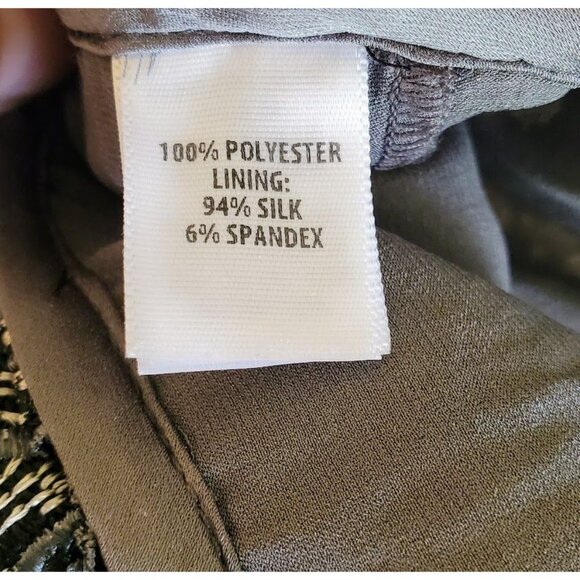 100% POLYESTER
LINING:
94% SILK
6% SPANDEX